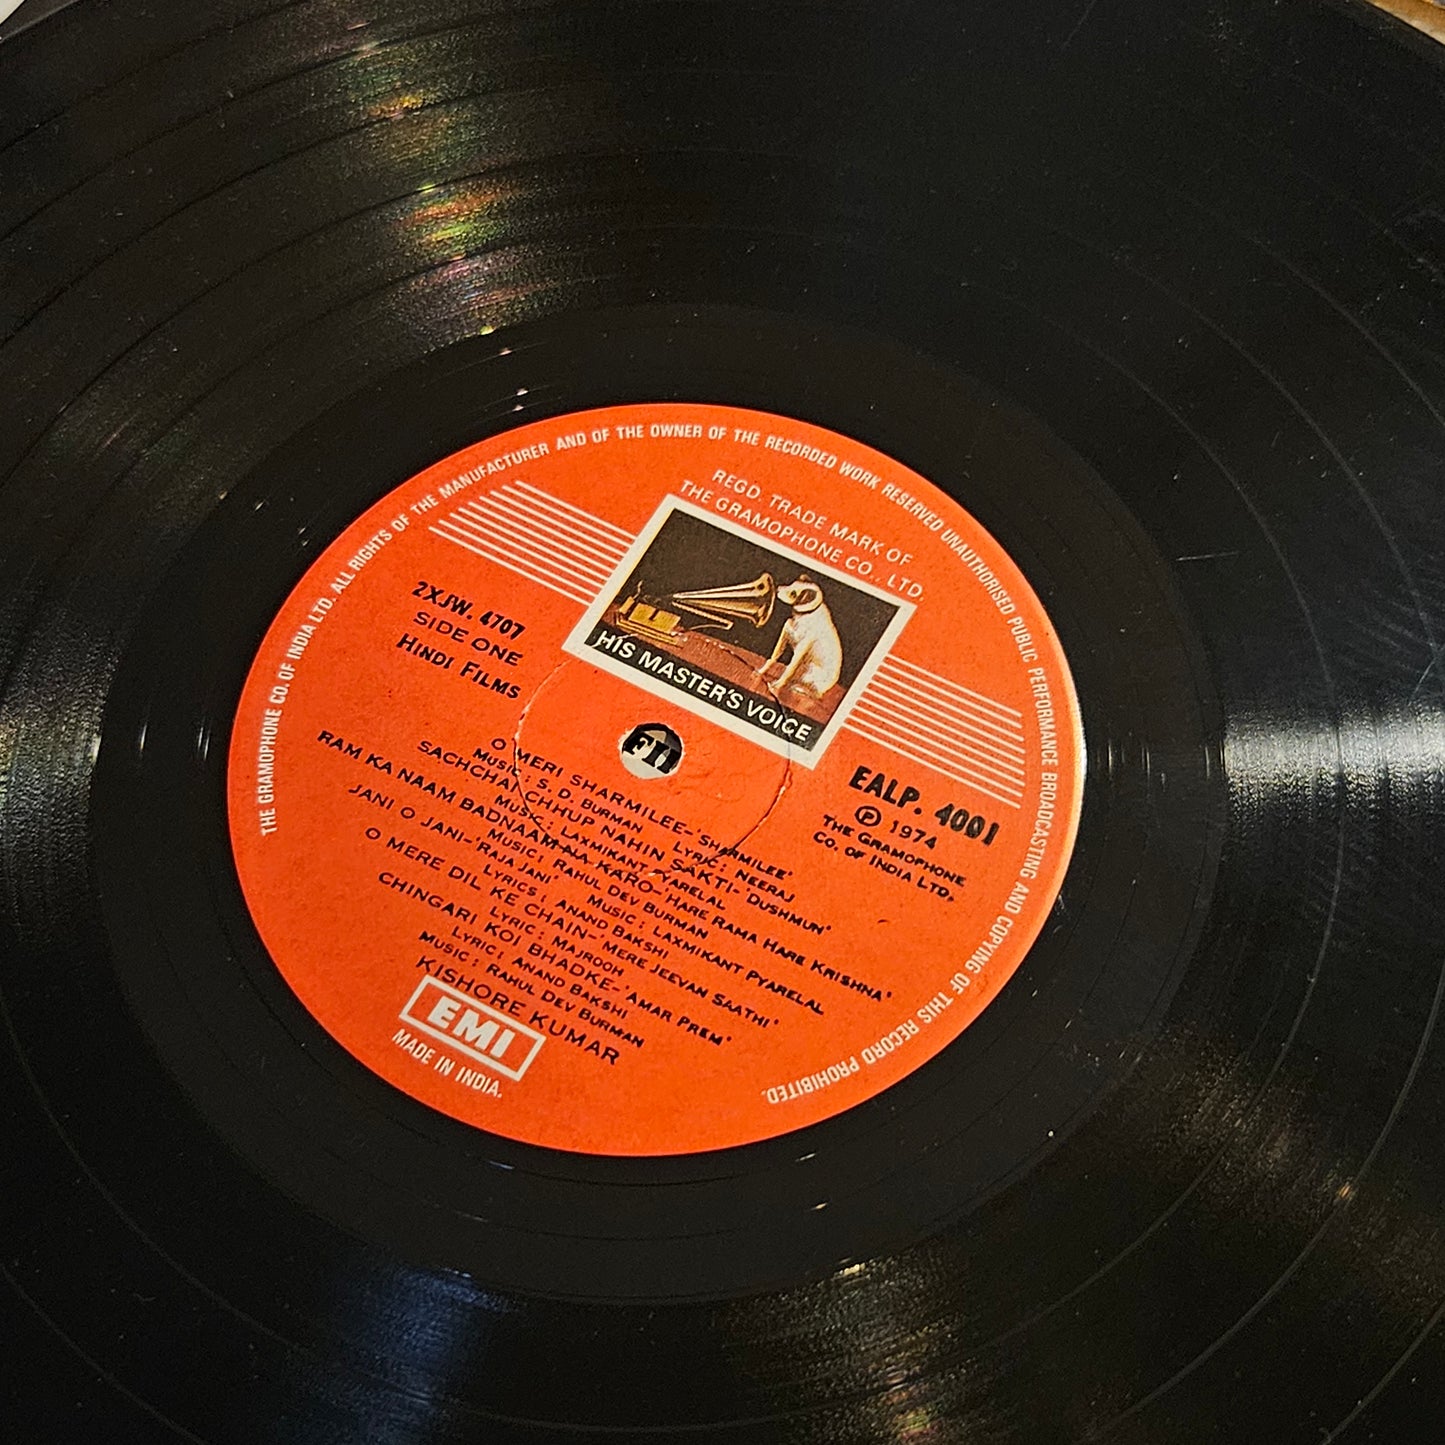 THE GRAMOPHONE CO. OF INDIA LTD. ALL RIGHTS OF THE MANUFACTURER AND OF THE OWNER OF THE RECORDED WORK RESERVED UNAUTHORISED PUBLIC PERFORMANCE BROADCASTING AND COPYING OF THIS RECORD PROHIBITED.
REGD. TRADE MARK OF
THE GRAMOPHONE CO., LTD.
HIS MASTER'S VOICE
2XJW. 4707
SIDE ONE
HINDI FILMS
EALP. 4001
Ⓟ 1974
THE GRAMOPHONE
CO. OF INDIA LTD.
O MERI SHARMILEE-'SHARMILEE'
MUSIC: S. D. BURMAN LYRIC: NEERAJ
SACHCHAI CHHUP NAHIN SAKTI-'DUSHMUN'
MUSIC: LAXMIKANT PYARELAL
RAM KA NAAM BADNAAM NA KARO-'HARE RAMA HARE KRISHNA'
MUSIC: RAHUL DEV BURMAN
JANI O JANI-'RAJA JANI' MUSIC: LAXMIKANT PYARELAL
LYRICS: ANAND BAKSHI
O MERE DIL KE CHAIN-'MERE JEEVAN SAATHI'
LYRIC: MAJROOH
CHINGARI KOI BHADKE-'AMAR PREM'
LYRIC: ANAND BAKSHI
MUSIC: RAHUL DEV BURMAN
KISHORE KUMAR
EMI
MADE IN INDIA.